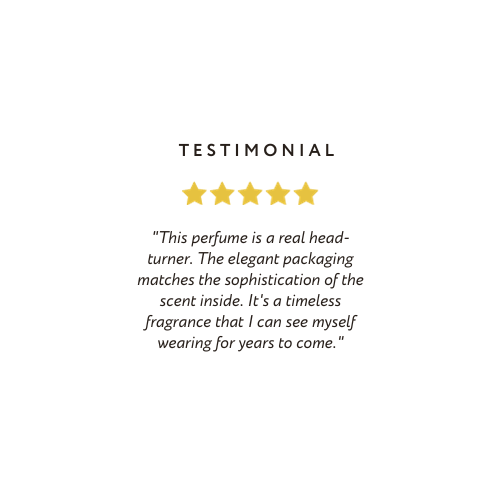 TESTIMONIAL
"This perfume is a real head-
turner. The elegant packaging
matches the sophistication of the
scent inside. It's a timeless
fragrance that I can see myself
wearing for years to come."